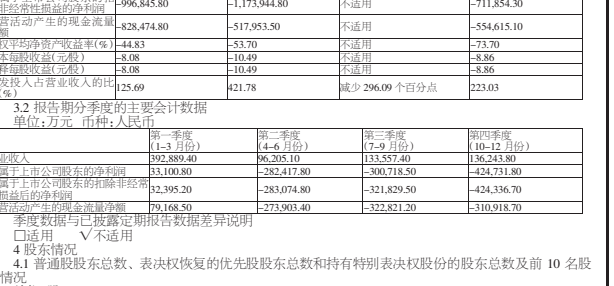 非经常性损益的净利润 -996,845.80 -1,173,944.80 不适用 -711,854.30
营活动产生的现金流量额 -828,474.80 -517,953.50 不适用 -554,615.10
权平均净资产收益率(%) -44.83 -53.70 不适用 -73.70
本每股收益(元/股) -8.08 -10.49 不适用 -8.86
释每股收益(元/股) -8.08 -10.49 不适用 -8.86
发投入占营业收入的比(%) 125.69 421.78 减少 296.09 个百分点 223.03
3.2 报告期分季度的主要会计数据
单位:万元 币种:人民币
第一季度 第二季度 第三季度 第四季度
(1-3 月份) (4-6 月份) (7-9 月份) (10-12 月份)
业收入 392,889.40 96,205.10 133,557.40 136,243.80
属于上市公司股东的净利润 33,100.80 -282,417.80 -300,718.50 -424,731.80
属于上市公司股东的扣除非经常损益后的净利润 32,395.20 -283,074.80 -321,829.50 -424,336.70
营活动产生的现金流量净额 79,168.50 -273,903.40 -322,821.20 -310,918.70
季度数据与已披露定期报告数据差异说明
□适用 √不适用
4 股东情况
4.1 普通股股东总数、表决权恢复的优先股股东总数和持有特别表决权股份的股东总数及前 10 名股
情况